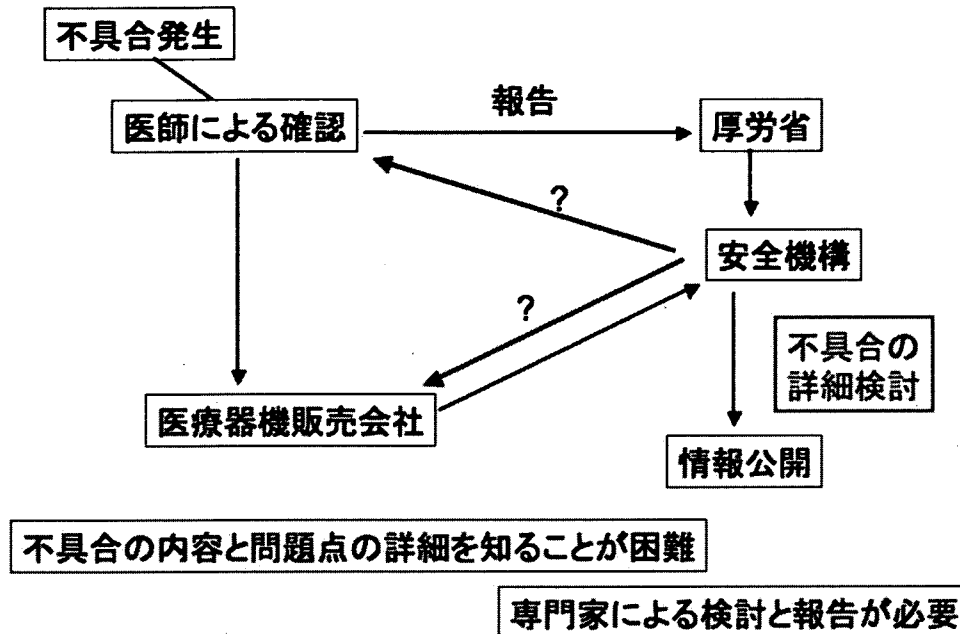 不具合発生
医師による確認
報告
厚労省
?
安全機構
?
不具合の
詳細検討
医療器機販売会社
情報公開
不具合の内容と問題点の詳細を知ることが困難
専門家による検討と報告が必要